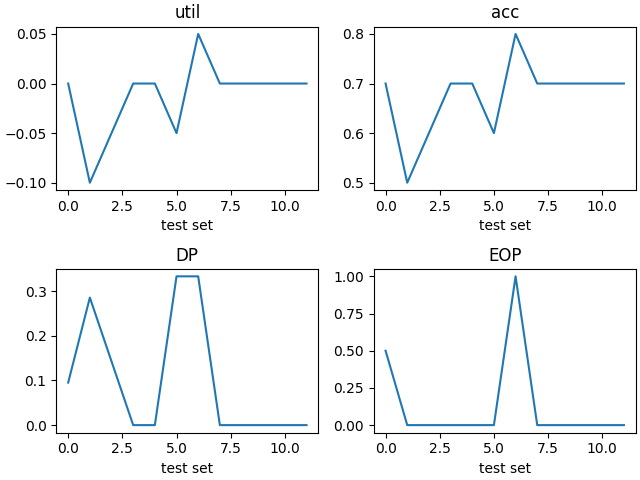 util
0.05
0.00
−0.05
−0.10
0.0 2.5 5.0 7.5 10.0
test set
acc
0.8
0.7
0.6
0.5
0.0 2.5 5.0 7.5 10.0
test set
DP
0.3
0.2
0.1
0.0
0.0 2.5 5.0 7.5 10.0
test set
EOP
1.00
0.75
0.50
0.25
0.00
0.0 2.5 5.0 7.5 10.0
test set